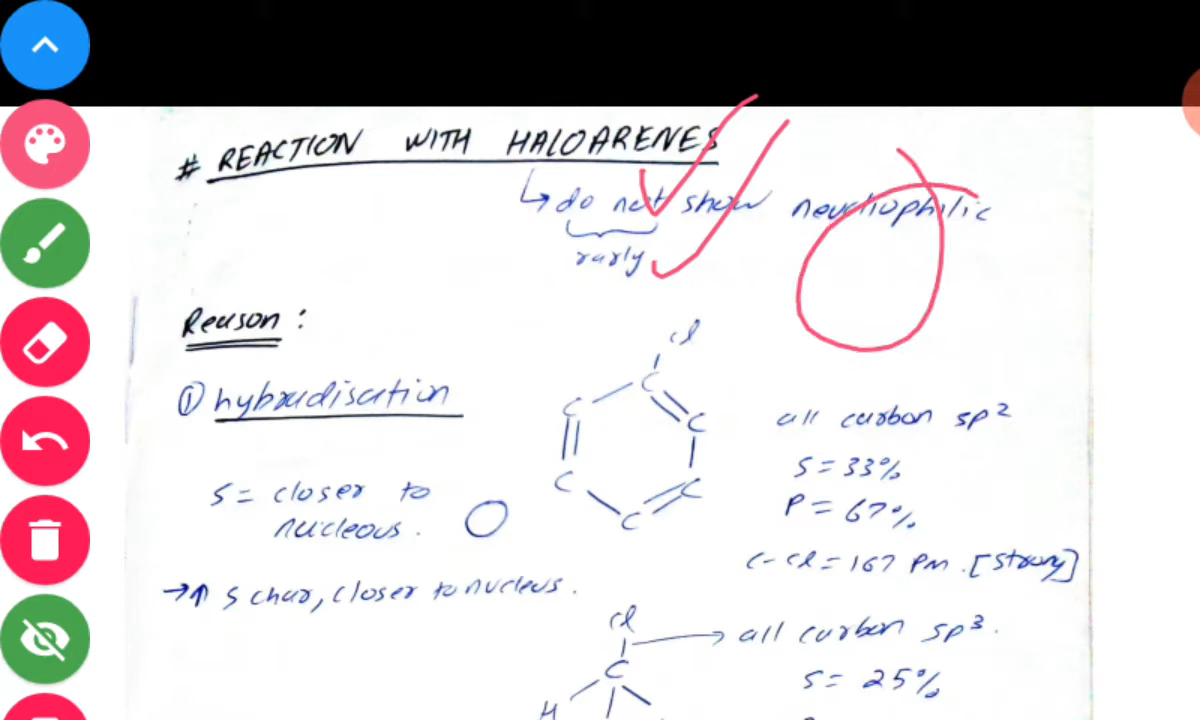 # REACTION WITH HALOARENES
↳ do not show neucliophilic
rarly
Reason :
① hybraudisation
Cl
C
C
C
C
C
C
all carbon sp²
S = 33%
P = 67%
S = closer to
nucleous .
C-Cl = 167 Pm . [Strong]
→↑ S char, closer to nucleus .
Cl
C
H
→ all carbon sp³.
S = 25%